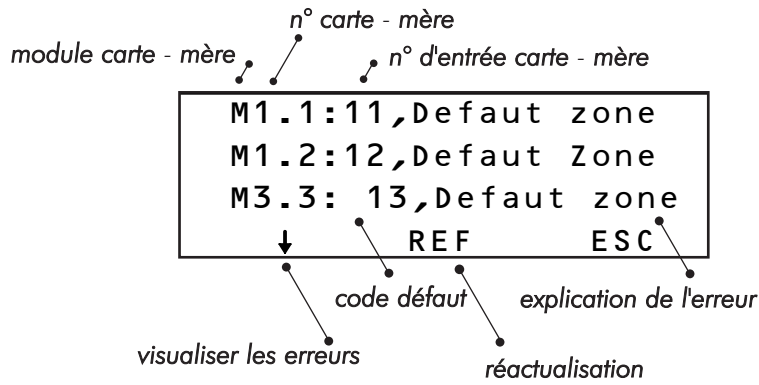 n° carte - mère
module carte - mère
n° d'entrée carte - mère
M1.1:11,Defaut zone
M1.2:12,Defaut Zone
M3.3: 13,Defaut zone
↓ REF ESC
code défaut
explication de l'erreur
visualiser les erreurs
réactualisation